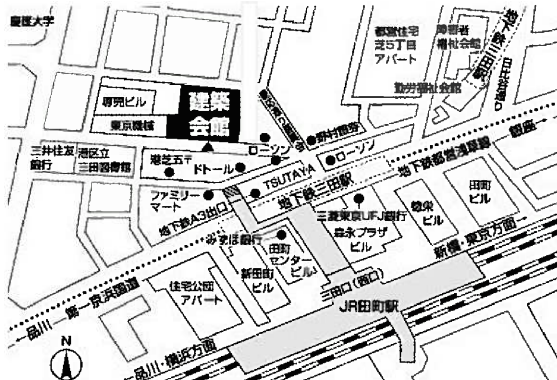 慶應大学
都営住宅
芝5丁目
アパート
障害者
福祉会館
勤労福祉会館
専売ビル
東京機械
建築
会館
三井住友
銀行
港区立
三田図書館
港芝五〒
ドトール
ローソン
野村證券
ローソン
TSUTAYA
ファミリー
マート
地下鉄A3出口
地下鉄三田駅
地下鉄都営浅草線
銀座→
三菱東京UFJ銀行
森永プラザ
ビル
徳栄
ビル
田町
ビル
みずほ銀行
田町
センター
ビル
新田町
ビル
住宅公団
アパート
三田口(西口)
新橋・東京方面→
JR田町駅
←品川
第一京浜国道
←品川・横浜方面
N